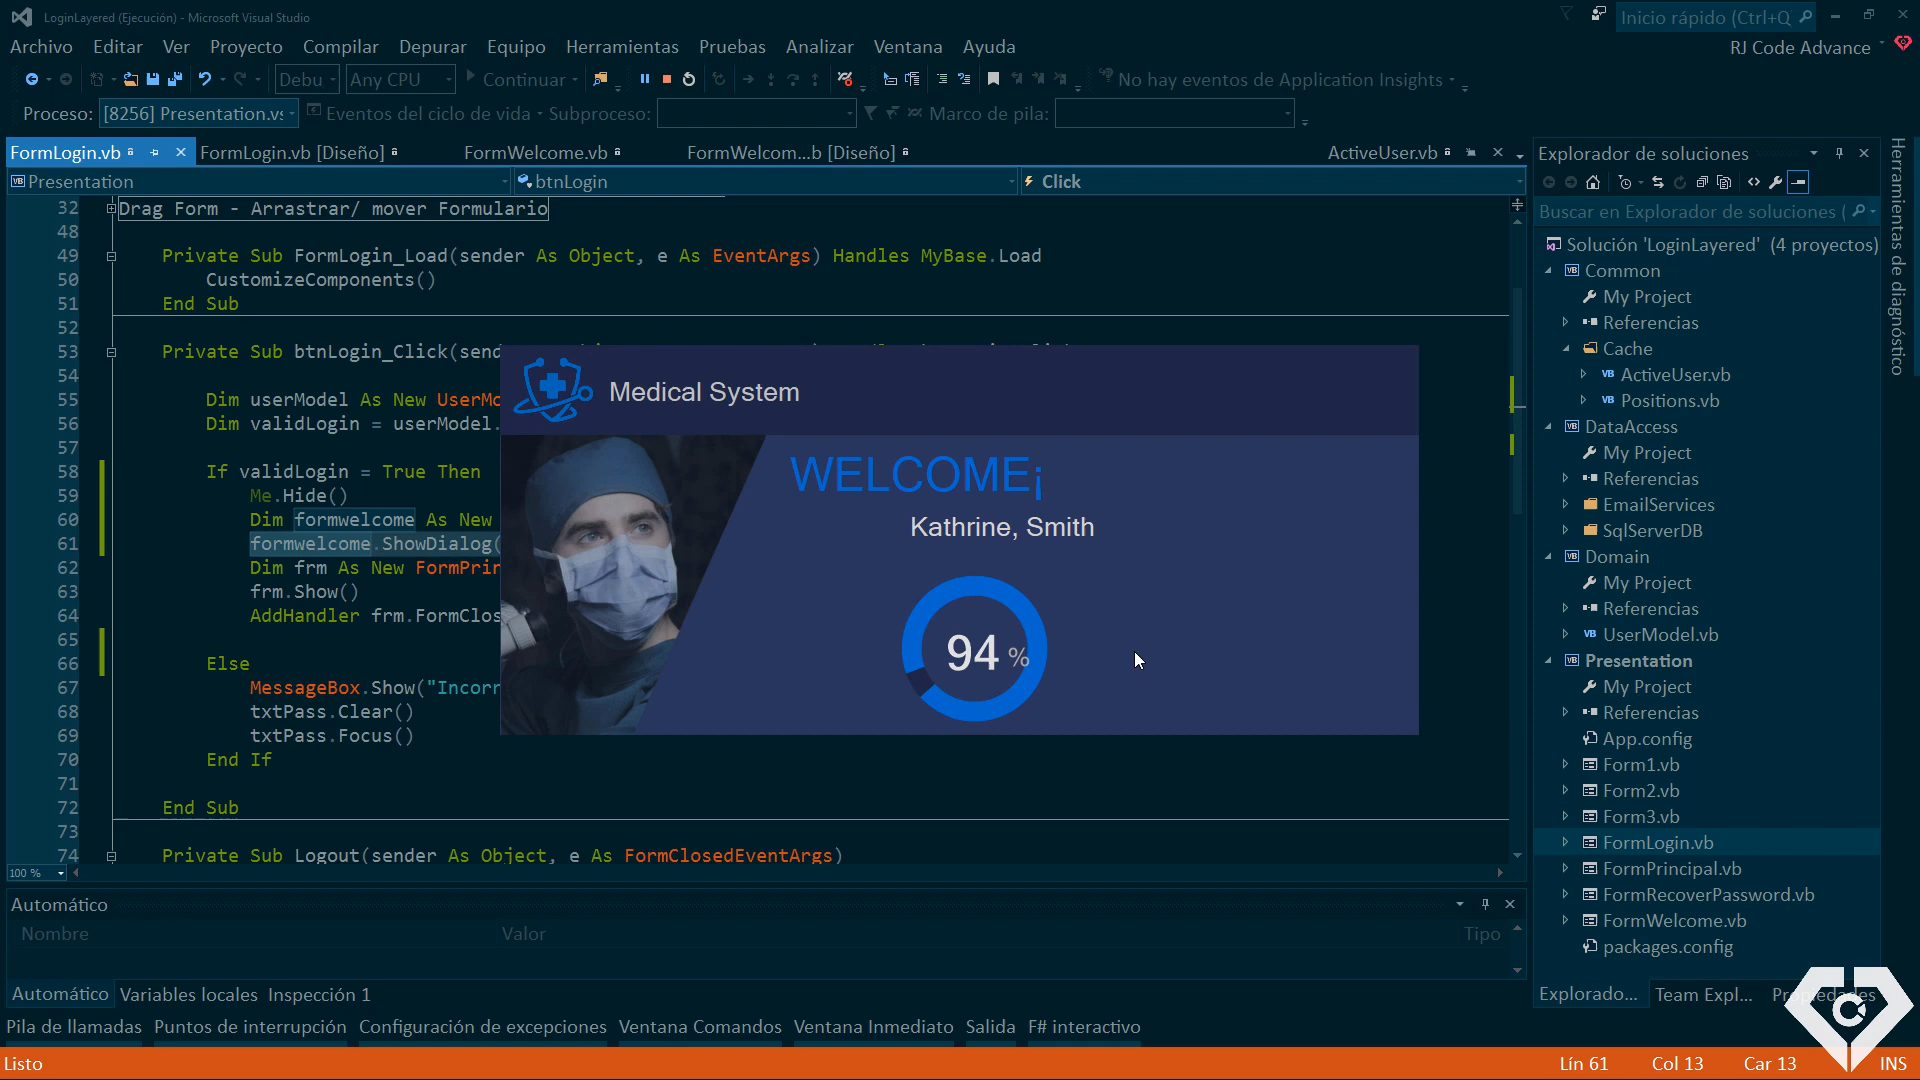 LoginLayered (Ejecución) - Microsoft Visual Studio
Inicio rápido (Ctrl+Q
Archivo Editar Ver Proyecto Compilar Depurar Equipo Herramientas Pruebas Analizar Ventana Ayuda
RJ Code Advance
Debu Any CPU Continuar No hay eventos de Application Insights
Proceso: [8256] Presentation.vs Eventos del ciclo de vida Subproceso: Marco de pila:
FormLogin.vb FormLogin.vb [Diseño] FormWelcome.vb FormWelcom...b [Diseño] ActiveUser.vb
Presentation btnLogin Click
32 Drag Form - Arrastrar/ mover Formulario
48
49 Private Sub FormLogin_Load(sender As Object, e As EventArgs) Handles MyBase.Load
50 CustomizeComponents()
51 End Sub
52
53 Private Sub btnLogin_Click(send
54
55 Dim userModel As New UserMo
56 Dim validLogin = userModel.
57
58 If validLogin = True Then
59 Me.Hide()
60 Dim formwelcome As New
61 formwelcome.ShowDialog(
62 Dim frm As New FormPrin
63 frm.Show()
64 AddHandler frm.FormClos
65
66 Else
67 MessageBox.Show("Incorr
68 txtPass.Clear()
69 txtPass.Focus()
70 End If
71
72 End Sub
73
74 Private Sub Logout(sender As Object, e As FormClosedEventArgs)
Medical System
WELCOME¡
Kathrine, Smith
94 %
100 %
Automático
Nombre Valor Tipo
Automático Variables locales Inspección 1
Pila de llamadas Puntos de interrupción Configuración de excepciones Ventana Comandos Ventana Inmediato Salida F# interactivo
Explorador de soluciones
Buscar en Explorador de soluciones (
Solución 'LoginLayered' (4 proyectos)
Common
My Project
Referencias
Cache
ActiveUser.vb
Positions.vb
DataAccess
My Project
Referencias
EmailServices
SqlServerDB
Domain
My Project
Referencias
UserModel.vb
Presentation
My Project
Referencias
App.config
Form1.vb
Form2.vb
Form3.vb
FormLogin.vb
FormPrincipal.vb
FormRecoverPassword.vb
FormWelcome.vb
packages.config
Explorado... Team Expl... Propiedades
Herramientas de diagnóstico
Listo Lín 61 Col 13 Car 13 INS